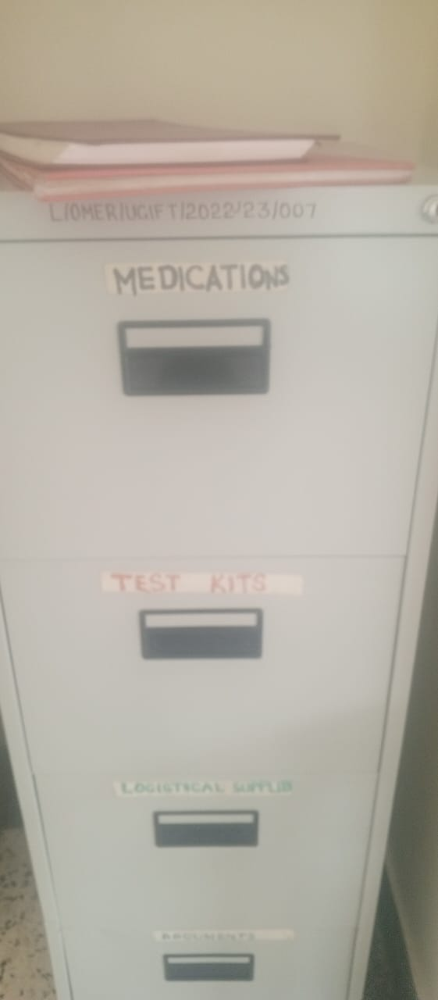 L/OMER/UGIFT/2022/23/007
MEDICATIONS
TEST KITS
LOGISTICAL SUPPLIES